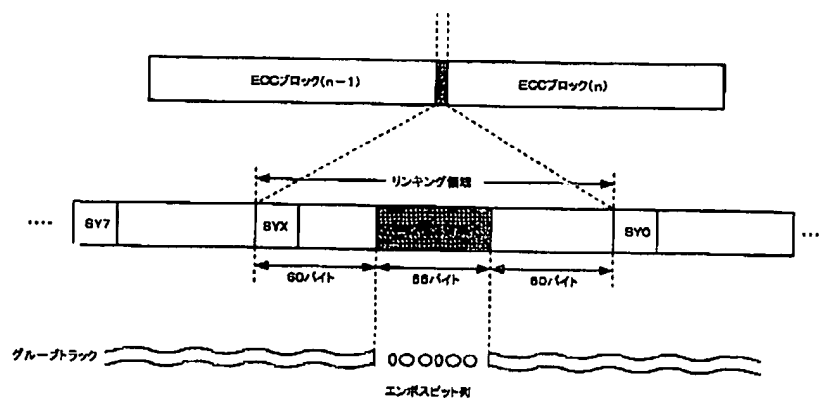 ECCブロック(n－1)
ECCブロック(n)
リンキング領域
....
SY7
SYX
SY0
...
60バイト
66バイト
60バイト
グルーブトラック
エンボスピット列